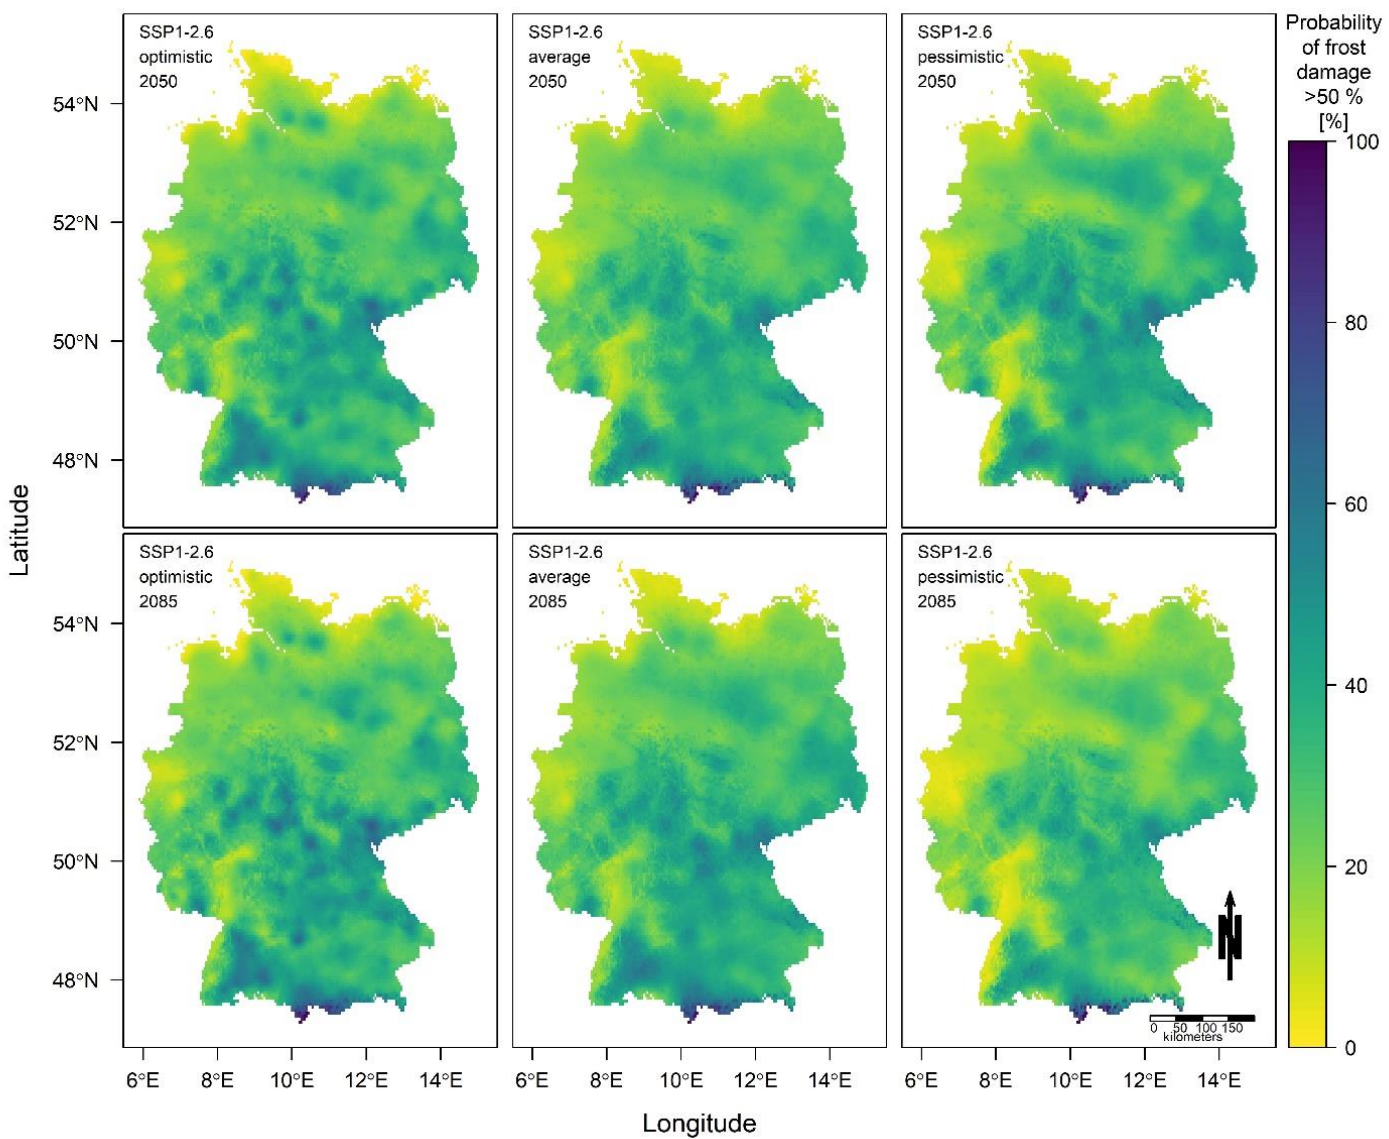 SSP1-2.6
optimistic
2050
SSP1-2.6
average
2050
SSP1-2.6
pessimistic
2050
Probability
of frost
damage
>50 %
[%]
100
80
60
40
20
0
54°N
52°N
50°N
48°N
Latitude
SSP1-2.6
optimistic
2085
SSP1-2.6
average
2085
SSP1-2.6
pessimistic
2085
54°N
52°N
50°N
48°N
N
0 50 100 150
kilometers
6°E 8°E 10°E 12°E 14°E
6°E 8°E 10°E 12°E 14°E
6°E 8°E 10°E 12°E 14°E
Longitude